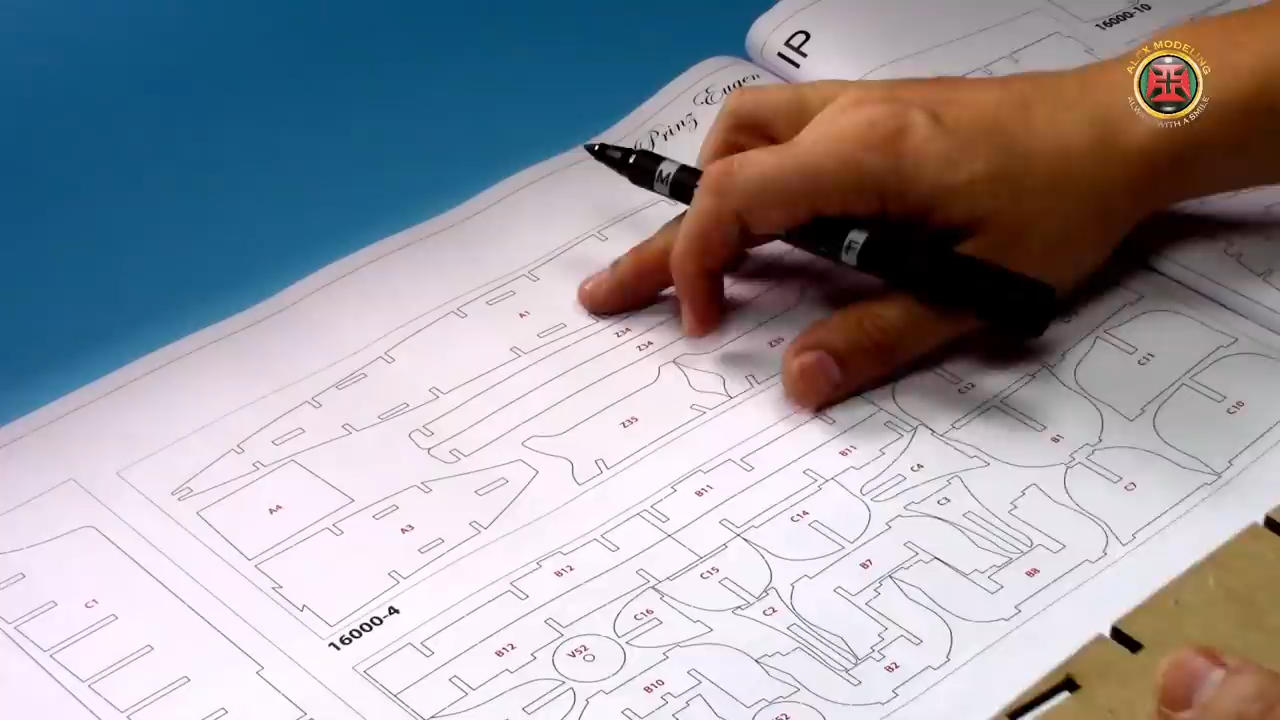 ALEX MODELING
ALWAYS WITH A SMILE
IP
16000-10
Prinz Eugen
M
F
A1
Z34
Z34
Z35
Z35
A4
A3
16000-4
C1
B11
B11
B12
B12
C12
C11
C10
B1
C7
C4
C3
C14
C15
B7
B8
C16
C2
VS2
B10
B2